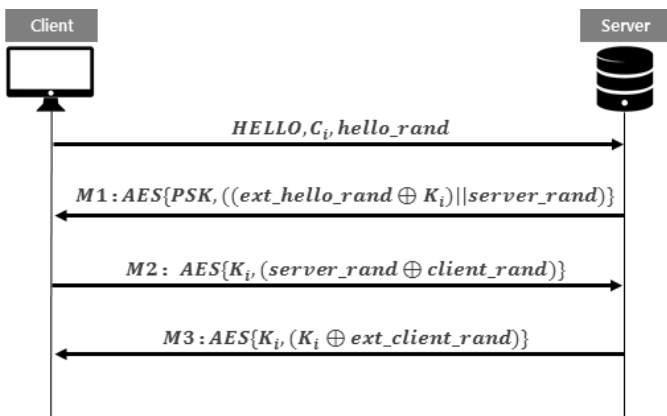 Client
Server
HELLO, C_i, hello_rand
M1: AES{PSK, ((ext_hello_rand ⊕ K_i)||server_rand)}
M2: AES{K_i, (server_rand ⊕ client_rand)}
M3: AES{K_i, (K_i ⊕ ext_client_rand)}